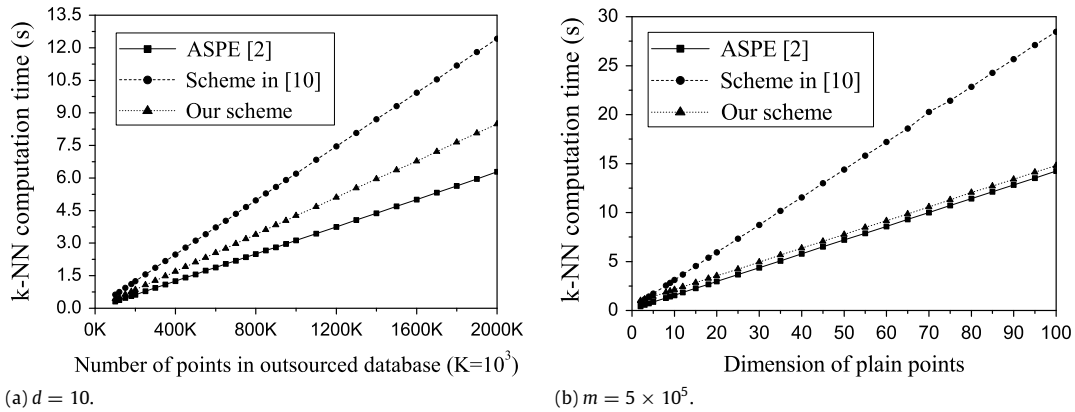 k-NN computation time (s)
13.5
12.0
10.5
9.0
7.5
6.0
4.5
3.0
1.5
0.0
ASPE [2]
Scheme in [10]
Our scheme
0K 400K 800K 1200K 1600K 2000K
Number of points in outsourced database (K=10³)
(a) d = 10.
k-NN computation time (s)
30
25
20
15
10
5
0
ASPE [2]
Scheme in [10]
Our scheme
0 10 20 30 40 50 60 70 80 90 100
Dimension of plain points
(b) m = 5 × 10⁵.